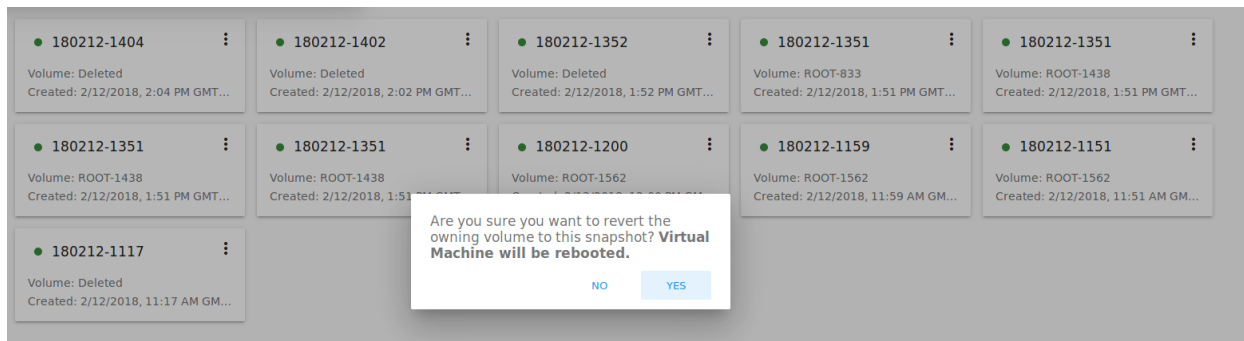 180212-1404
Volume: Deleted
Created: 2/12/2018, 2:04 PM GMT...
180212-1402
Volume: Deleted
Created: 2/12/2018, 2:02 PM GMT...
180212-1352
Volume: Deleted
Created: 2/12/2018, 1:52 PM GMT...
180212-1351
Volume: ROOT-833
Created: 2/12/2018, 1:51 PM GMT...
180212-1351
Volume: ROOT-1438
Created: 2/12/2018, 1:51 PM GMT...
180212-1351
Volume: ROOT-1438
Created: 2/12/2018, 1:51 PM GMT...
180212-1351
Volume: ROOT-1438
Created: 2/12/2018, 1:51
180212-1200
Volume: ROOT-1562
180212-1159
Volume: ROOT-1562
Created: 2/12/2018, 11:59 AM GM...
180212-1151
Volume: ROOT-1562
Created: 2/12/2018, 11:51 AM GM...
180212-1117
Volume: Deleted
Created: 2/12/2018, 11:17 AM GM...
Are you sure you want to revert the
owning volume to this snapshot? Virtual
Machine will be rebooted.
NO YES